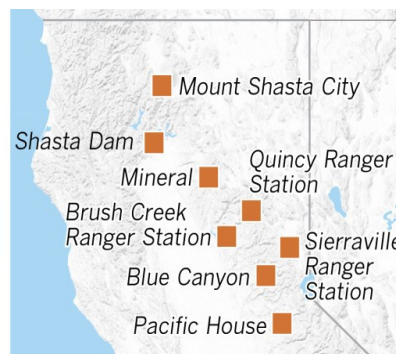 Mount Shasta City
Shasta Dam
Mineral
Quincy Ranger
Station
Brush Creek
Ranger Station
Sierraville
Ranger
Station
Blue Canyon
Pacific House